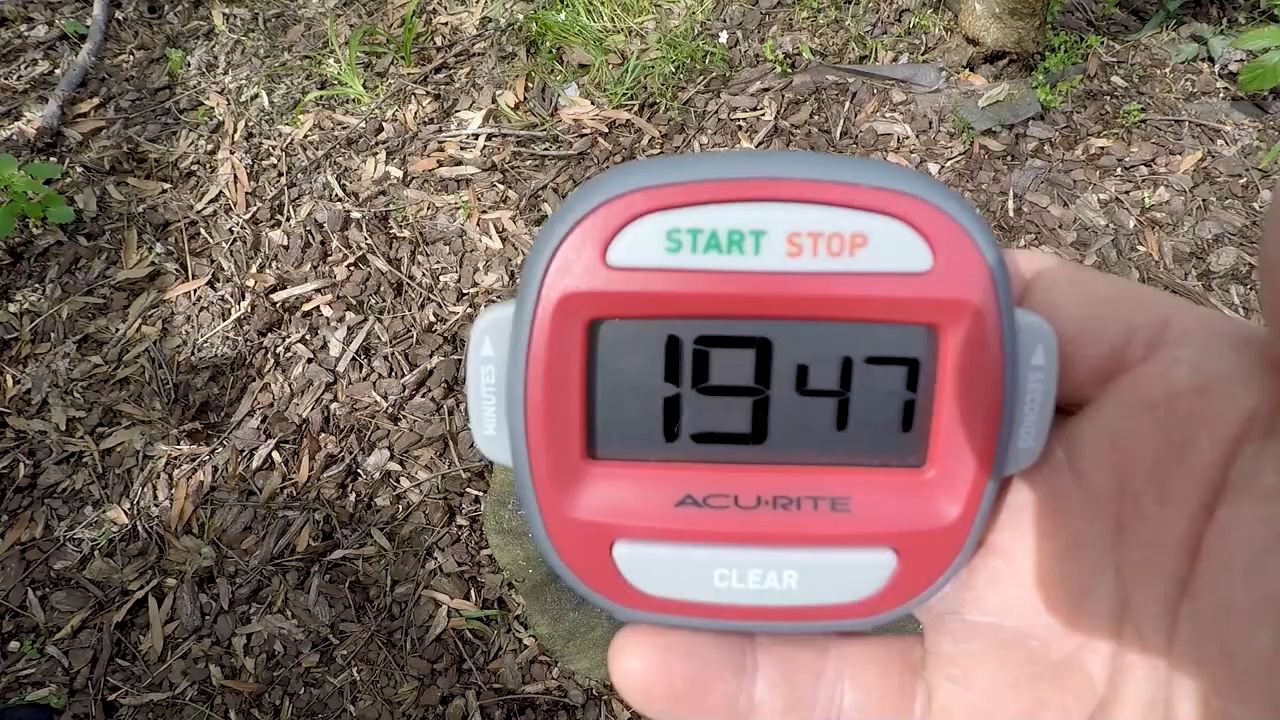 START STOP
MINUTES ▲
19 47
▲ SECONDS
ACU·RITE
CLEAR